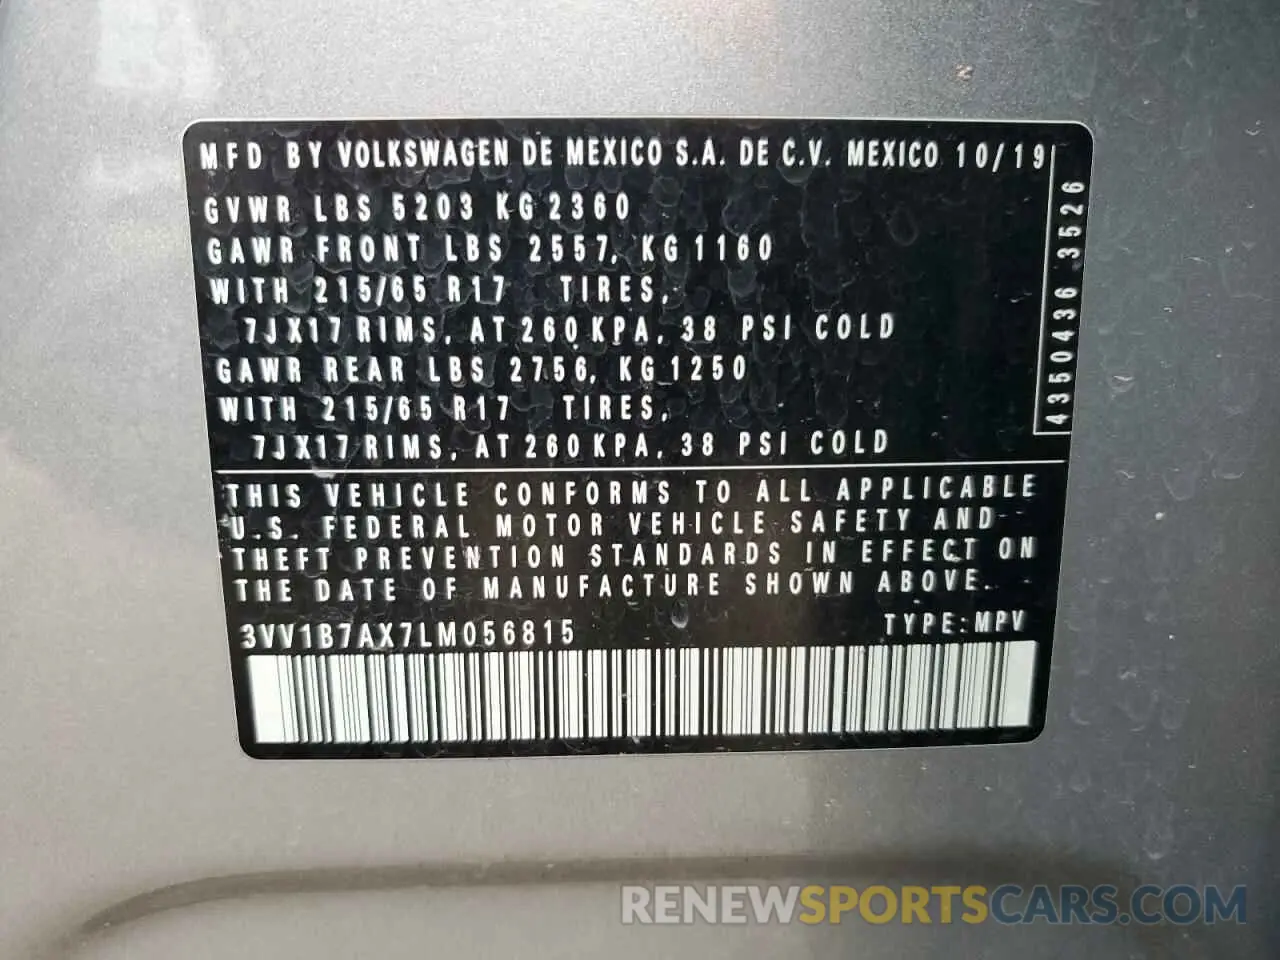 MFD BY VOLKSWAGEN DE MEXICO S.A. DE C.V. MEXICO 10/19
GVWR LBS 5203 KG 2360
GAWR FRONT LBS 2557, KG 1160
WITH 215/65 R17 TIRES,
7JX17 RIMS, AT 260 KPA, 38 PSI COLD
GAWR REAR LBS 2756, KG 1250
WITH 215/65 R17 TIRES,
7JX17 RIMS, AT 260 KPA, 38 PSI COLD
4350436 3526
THIS VEHICLE CONFORMS TO ALL APPLICABLE
U.S. FEDERAL MOTOR VEHICLE SAFETY AND
THEFT PREVENTION STANDARDS IN EFFECT ON
THE DATE OF MANUFACTURE SHOWN ABOVE.
3VV1B7AX7LM056815 TYPE: MPV
RENEWSPORTSCARS.COM